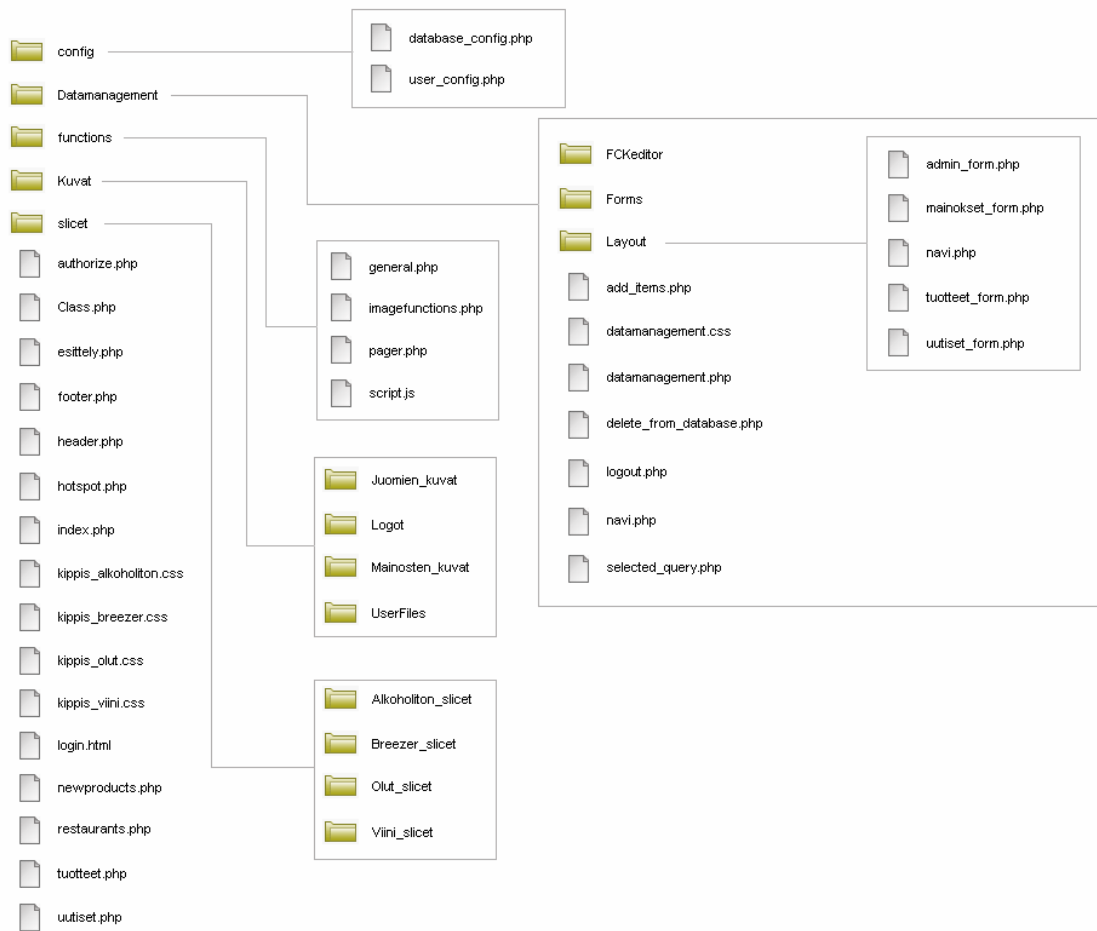 config
Datamanagement
functions
Kuvat
slicet
authorize.php
Class.php
esittely.php
footer.php
header.php
hotspot.php
index.php
kippis_alkoholiton.css
kippis_breezer.css
kippis_olut.css
kippis_viini.css
login.html
newproducts.php
restaurants.php
tuotteet.php
uutiset.php
database_config.php
user_config.php
general.php
imagefunctions.php
pager.php
script.js
Juomien_kuvat
Logot
Mainosten_kuvat
UserFiles
Alkoholiton_slicet
Breezer_slicet
Olut_slicet
Viini_slicet
FCKeditor
Forms
Layout
add_items.php
datamanagement.css
datamanagement.php
delete_from_database.php
logout.php
navi.php
selected_query.php
admin_form.php
mainokset_form.php
navi.php
tuotteet_form.php
uutiset_form.php